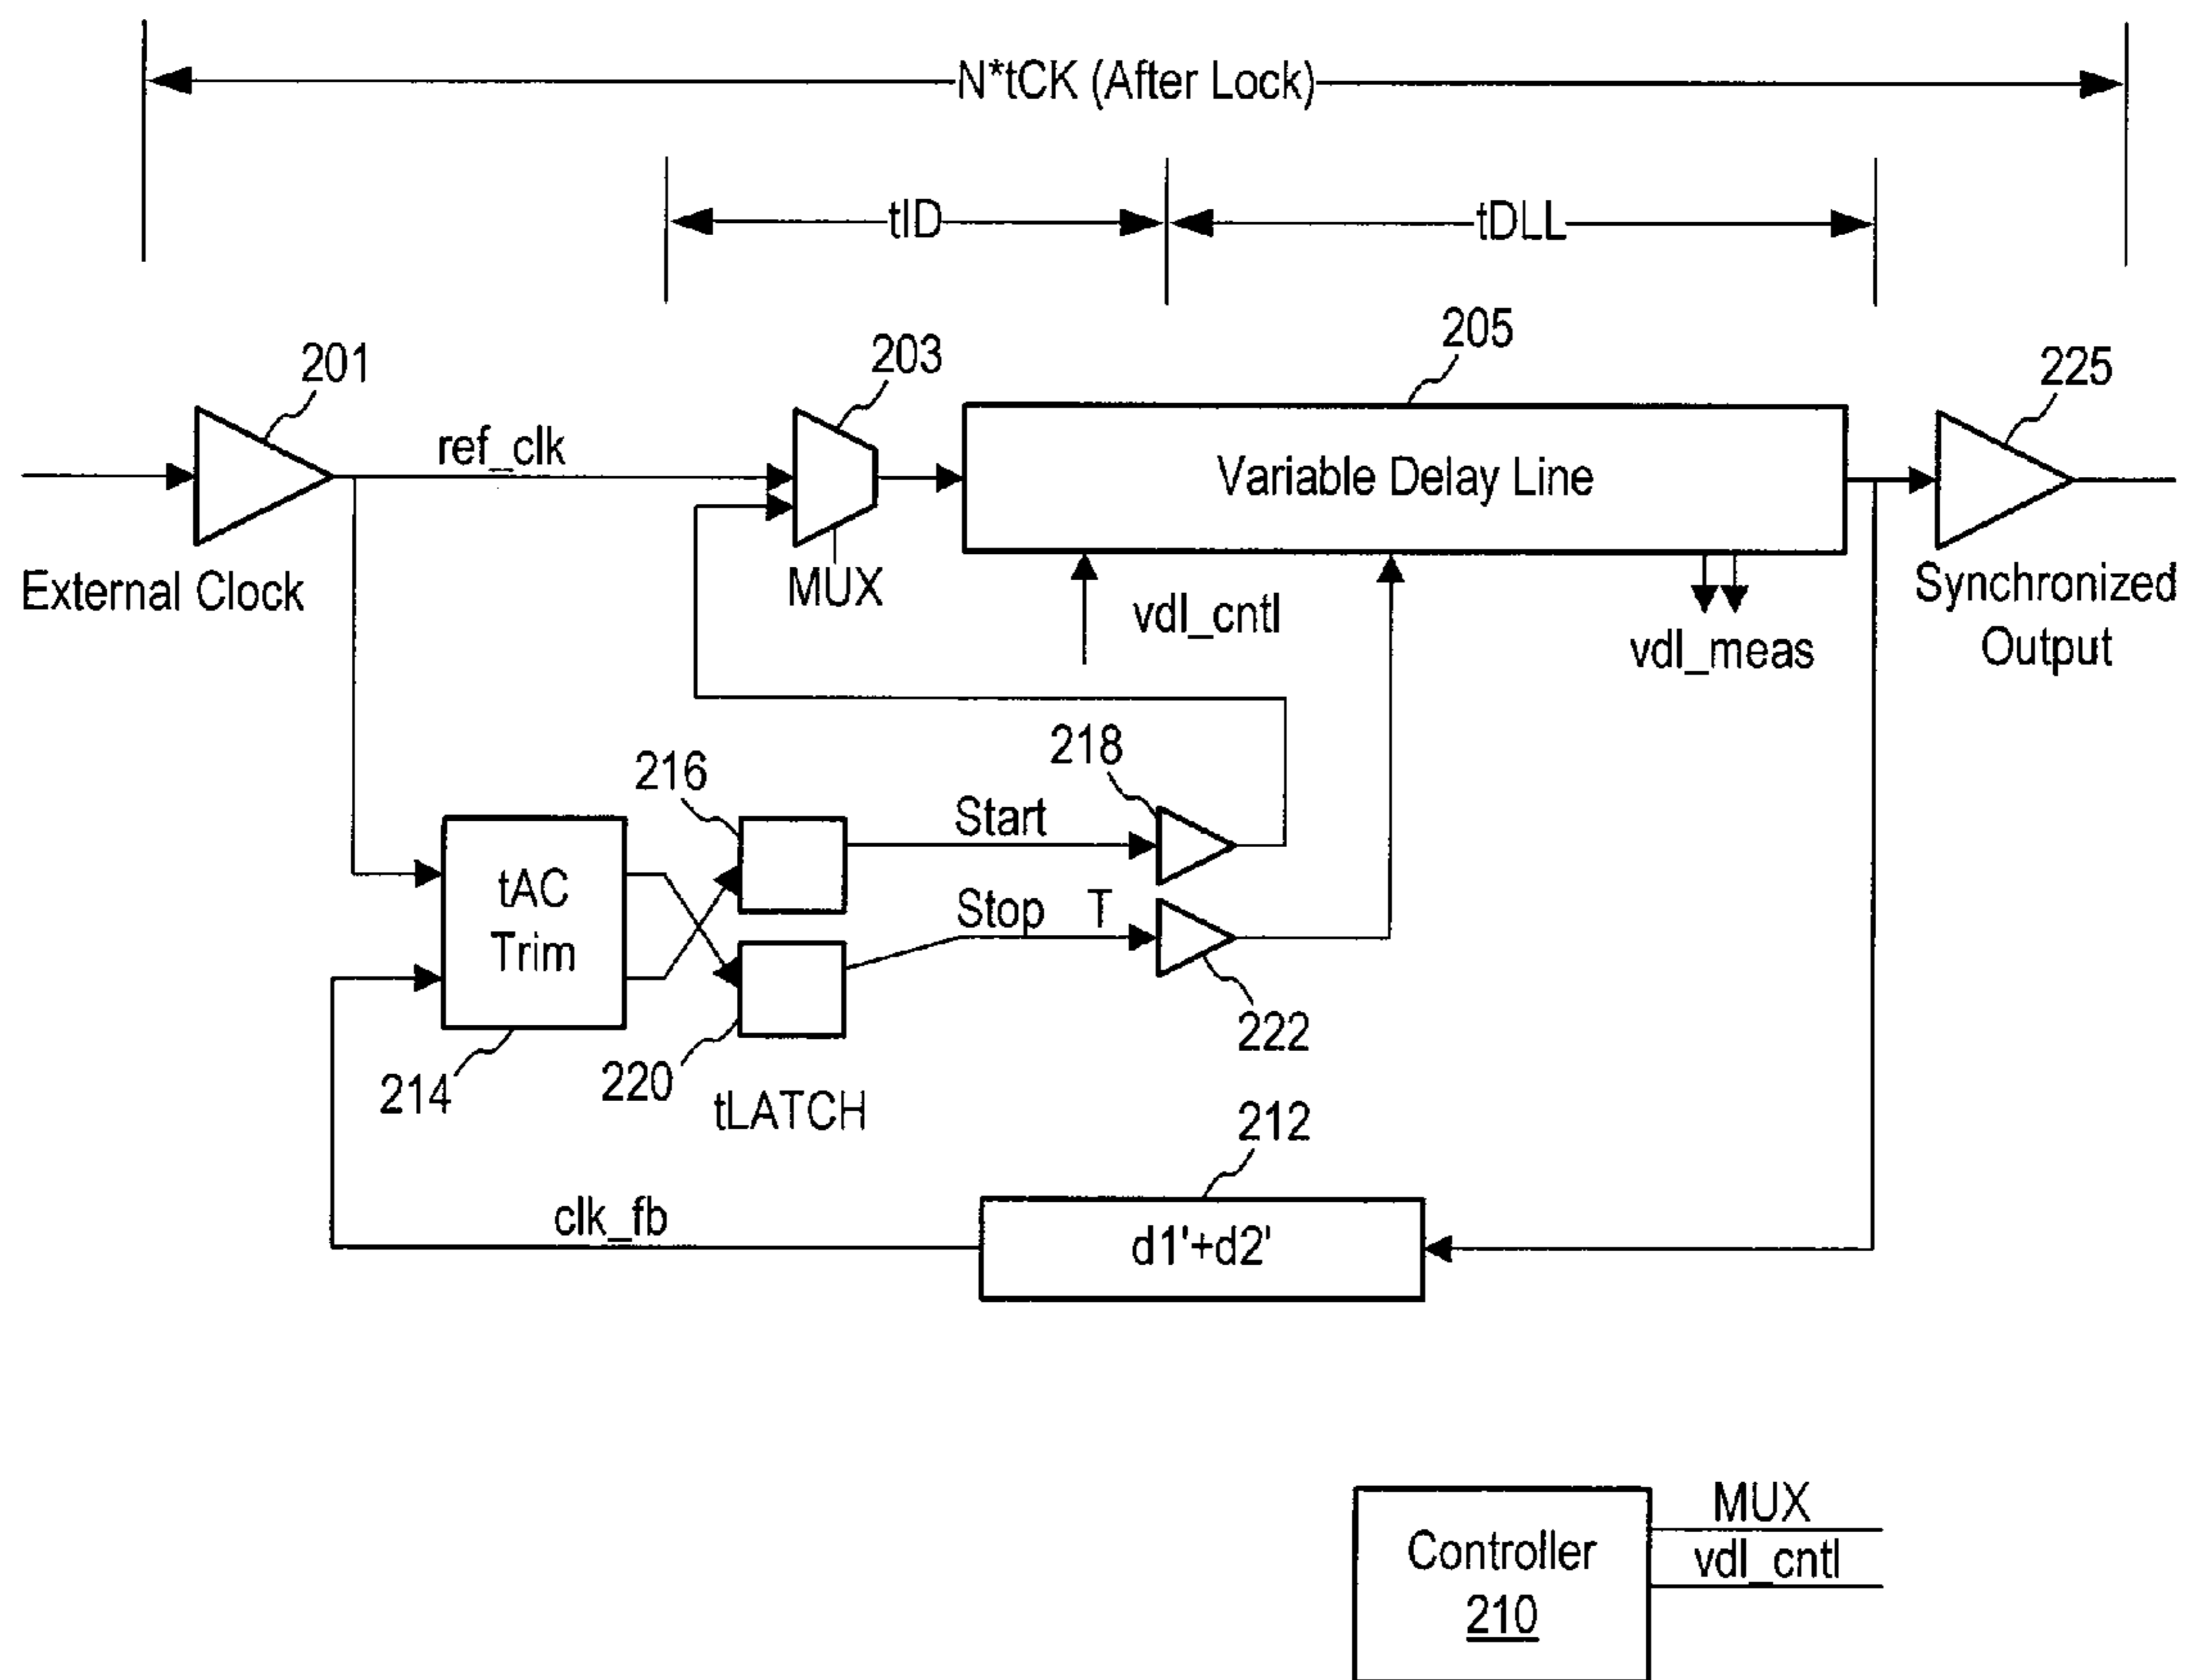 N*tCK (After Lock)
tID
tDLL
201
ref_clk
203
205
225
Variable Delay Line
External Clock
MUX
vdl_cntl
vdl_meas
Synchronized
Output
216
218
Start
tAC
Trim
Stop
T
214
220
222
tLATCH
212
clk_fb
d1'+d2'
Controller
210
MUX
vdl_cntl